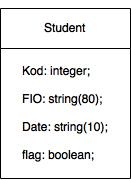 Student
Kod: integer;
FIO: string(80);
Date: string(10);
flag: boolean;